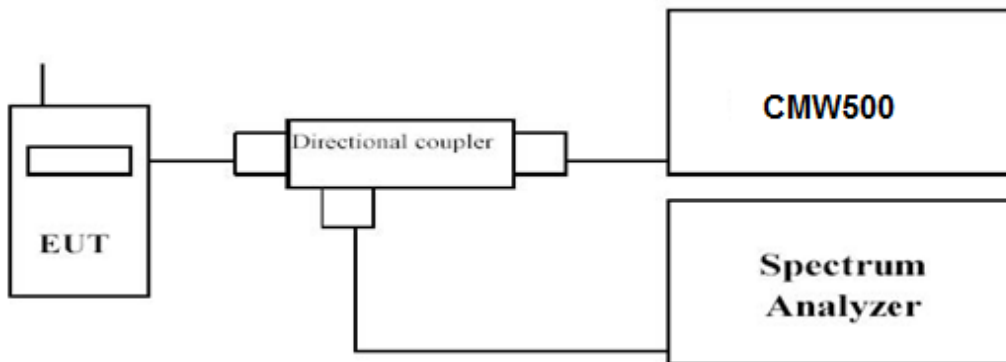 CMW500
Directional coupler
EUT
Spectrum
Analyzer